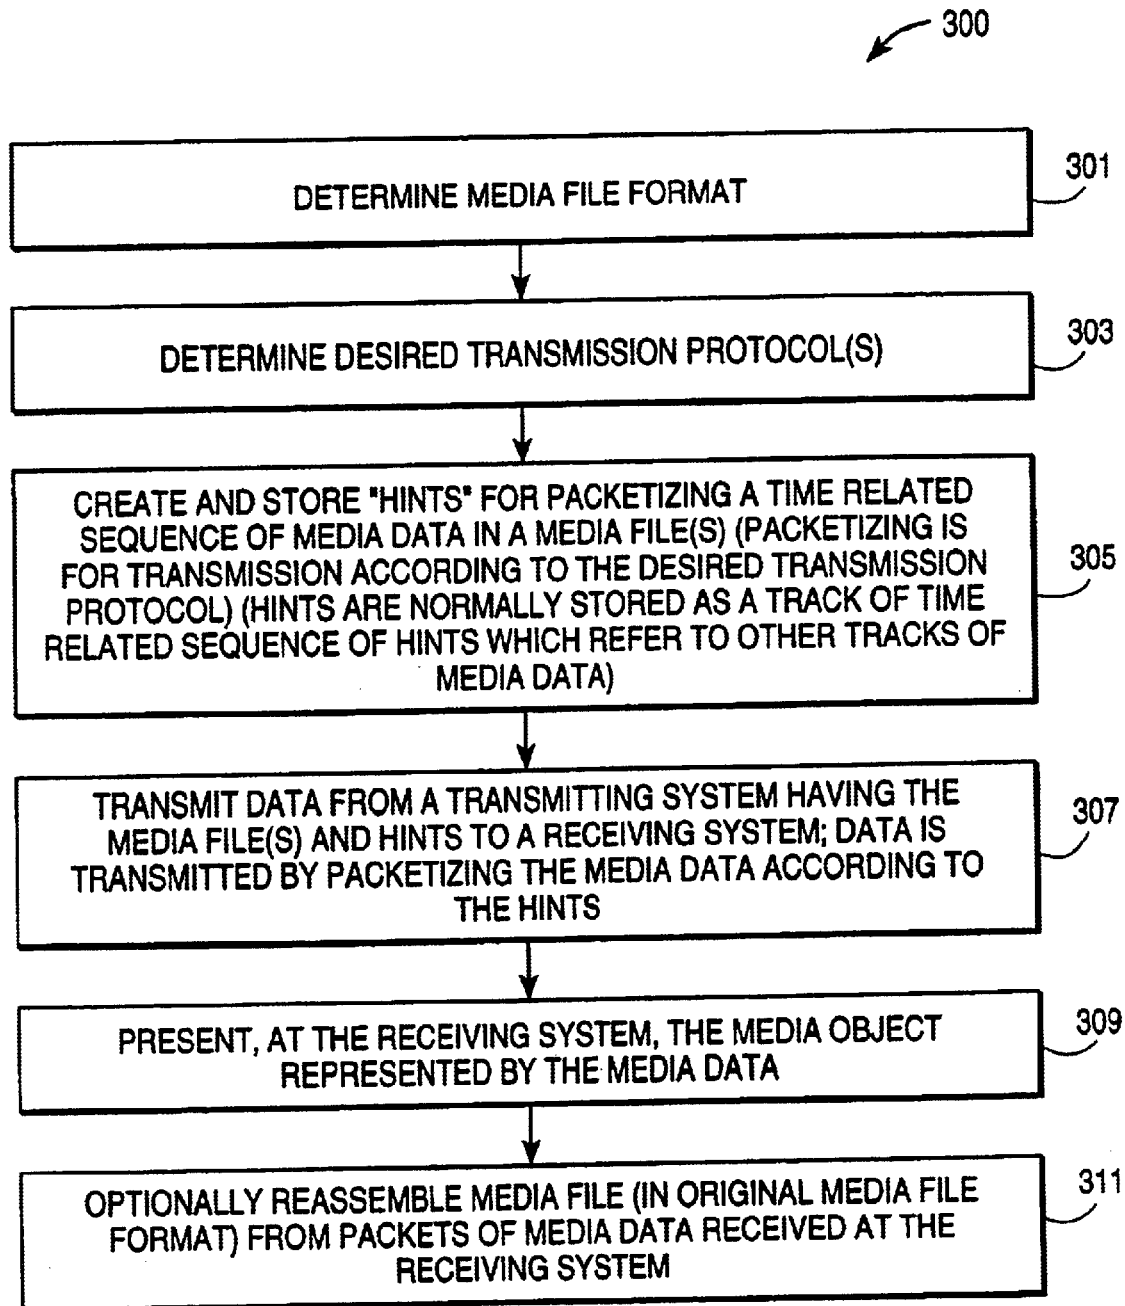 300
DETERMINE MEDIA FILE FORMAT
301
DETERMINE DESIRED TRANSMISSION PROTOCOL(S)
303
CREATE AND STORE "HINTS" FOR PACKETIZING A TIME RELATED
SEQUENCE OF MEDIA DATA IN A MEDIA FILE(S) (PACKETIZING IS
FOR TRANSMISSION ACCORDING TO THE DESIRED TRANSMISSION
PROTOCOL) (HINTS ARE NORMALLY STORED AS A TRACK OF TIME
RELATED SEQUENCE OF HINTS WHICH REFER TO OTHER TRACKS OF
MEDIA DATA)
305
TRANSMIT DATA FROM A TRANSMITTING SYSTEM HAVING THE
MEDIA FILE(S) AND HINTS TO A RECEIVING SYSTEM; DATA IS
TRANSMITTED BY PACKETIZING THE MEDIA DATA ACCORDING TO
THE HINTS
307
PRESENT, AT THE RECEIVING SYSTEM, THE MEDIA OBJECT
REPRESENTED BY THE MEDIA DATA
309
OPTIONALLY REASSEMBLE MEDIA FILE (IN ORIGINAL MEDIA FILE
FORMAT) FROM PACKETS OF MEDIA DATA RECEIVED AT THE
RECEIVING SYSTEM
311